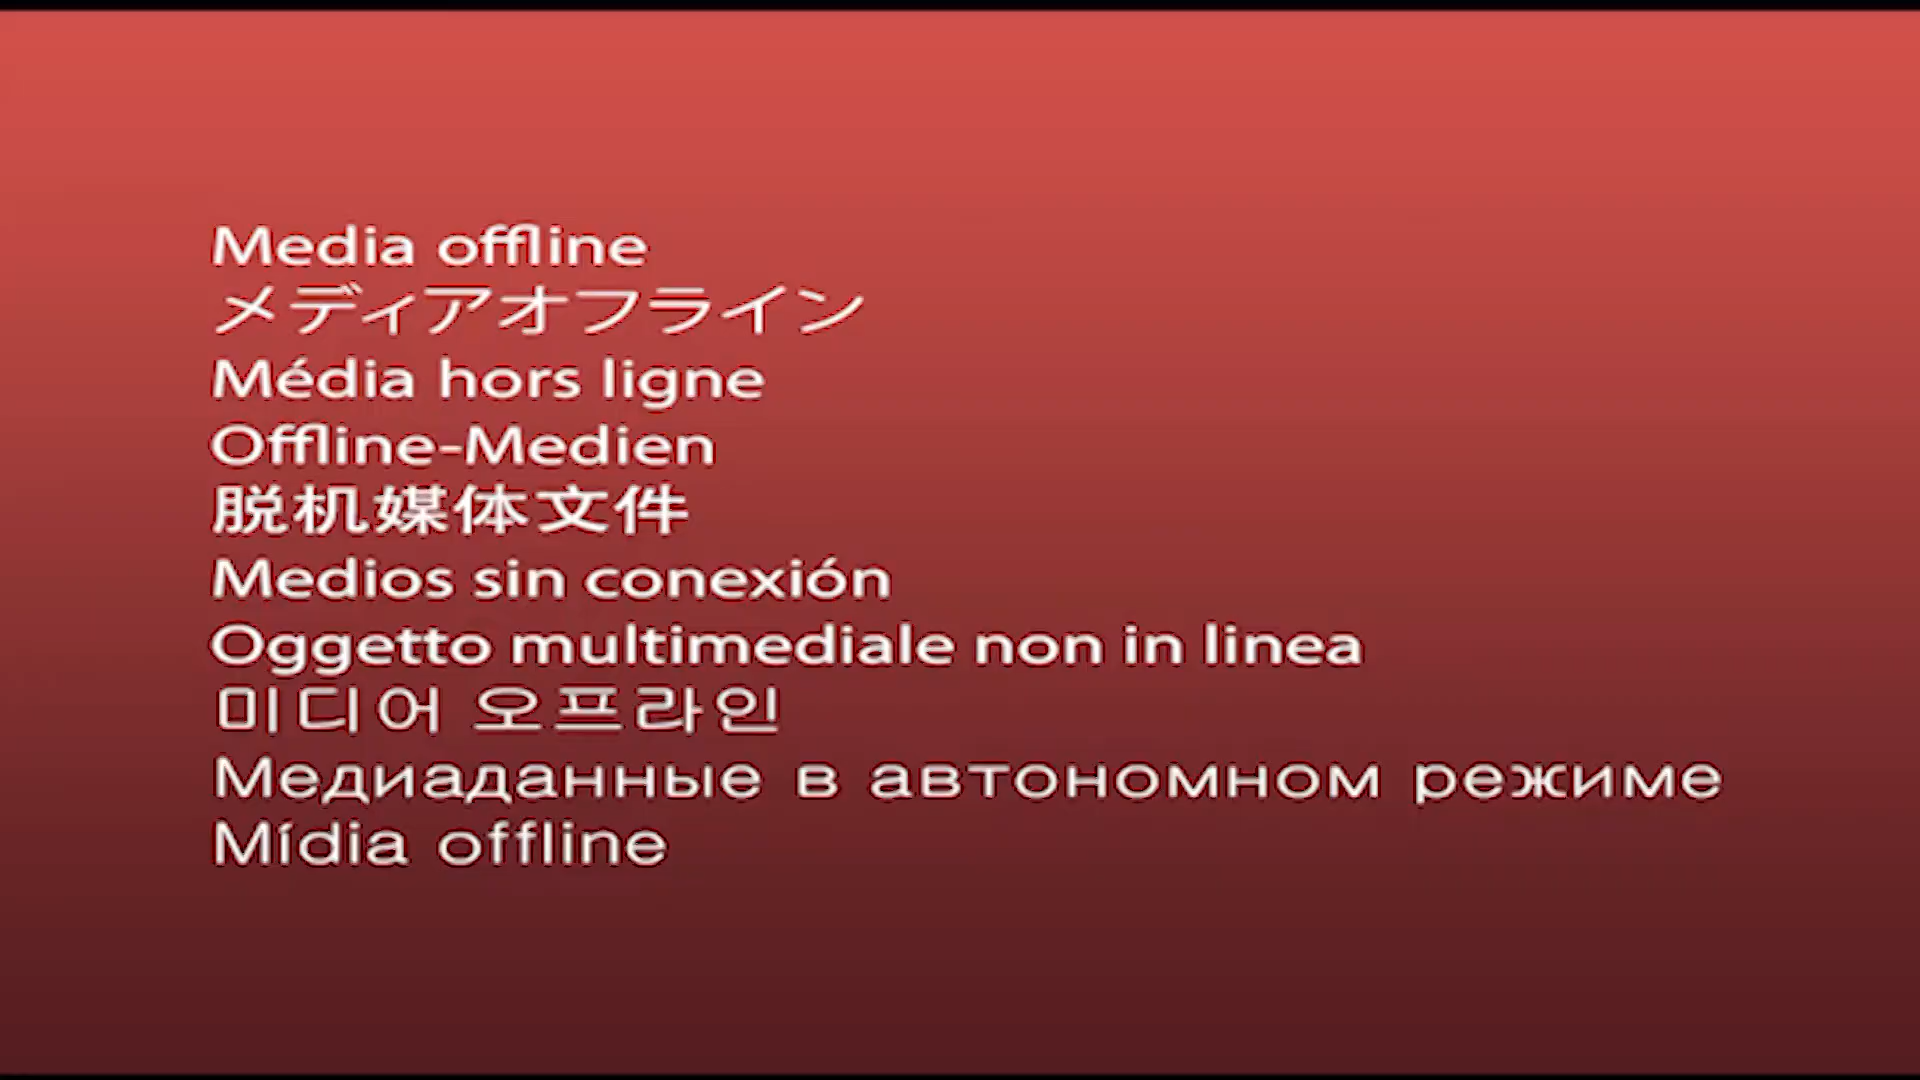 Media offline
メディアオフライン
Média hors ligne
Offline-Medien
脱机媒体文件
Medios sin conexión
Oggetto multimediale non in linea
미디어 오프라인
Медиаданные в автономном режиме
Mídia offline